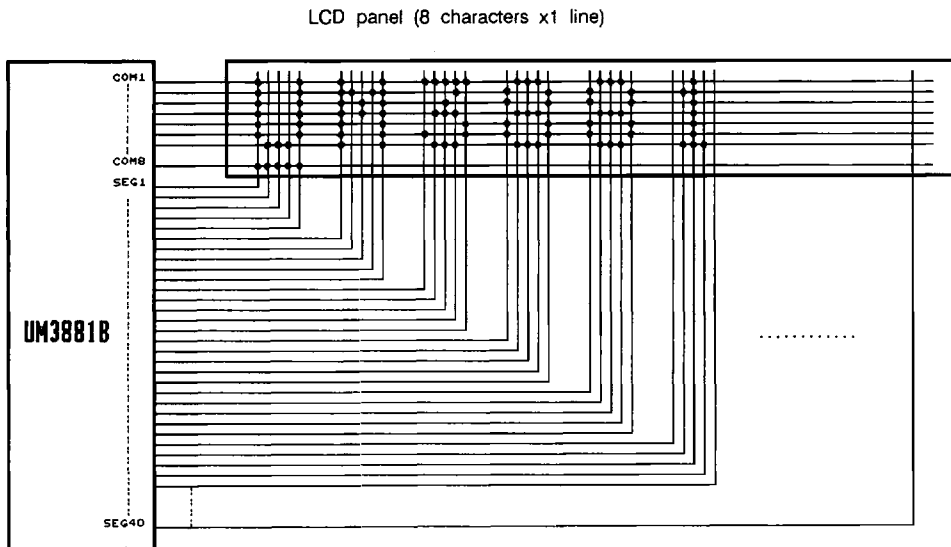 LCD panel (8 characters x1 line)
COM1
COM8
SEG1
UM3881B
SEG40